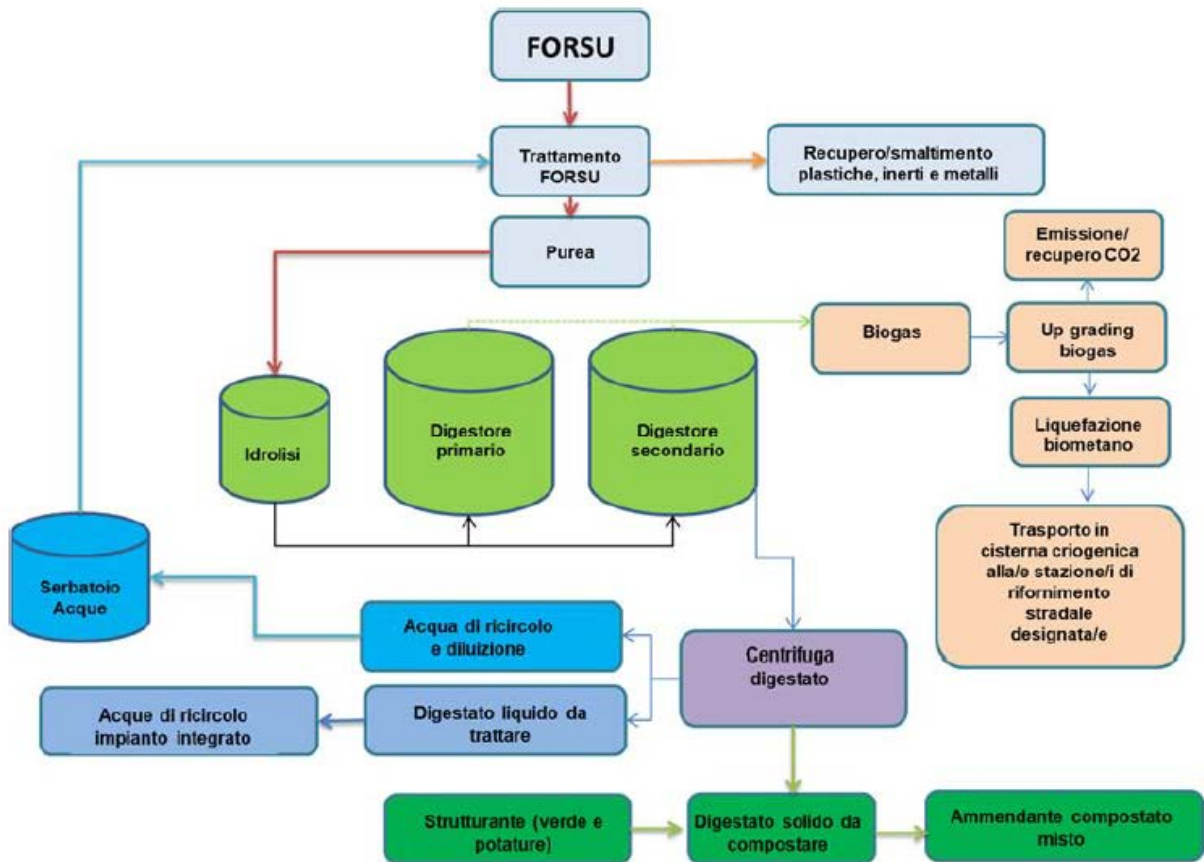 FORSU
Trattamento
FORSU
Recupero/smaltimento
plastiche, inerti e metalli
Purea
Emissione/
recupero CO2
Biogas
Up grading
biogas
Liquefazione
biometano
Trasporto in
cisterna criogenica
alla/e stazione/i di
rifornimento
stradale
designata/e
Idrolisi
Digestore
primario
Digestore
secondario
Serbatoio
Acque
Acqua di ricircolo
e diluizione
Centrifuga
digestato
Acque di ricircolo
impianto integrato
Digestato liquido da
trattare
Strutturante (verde e
potature)
Digestato solido da
compostare
Ammendante compostato
misto